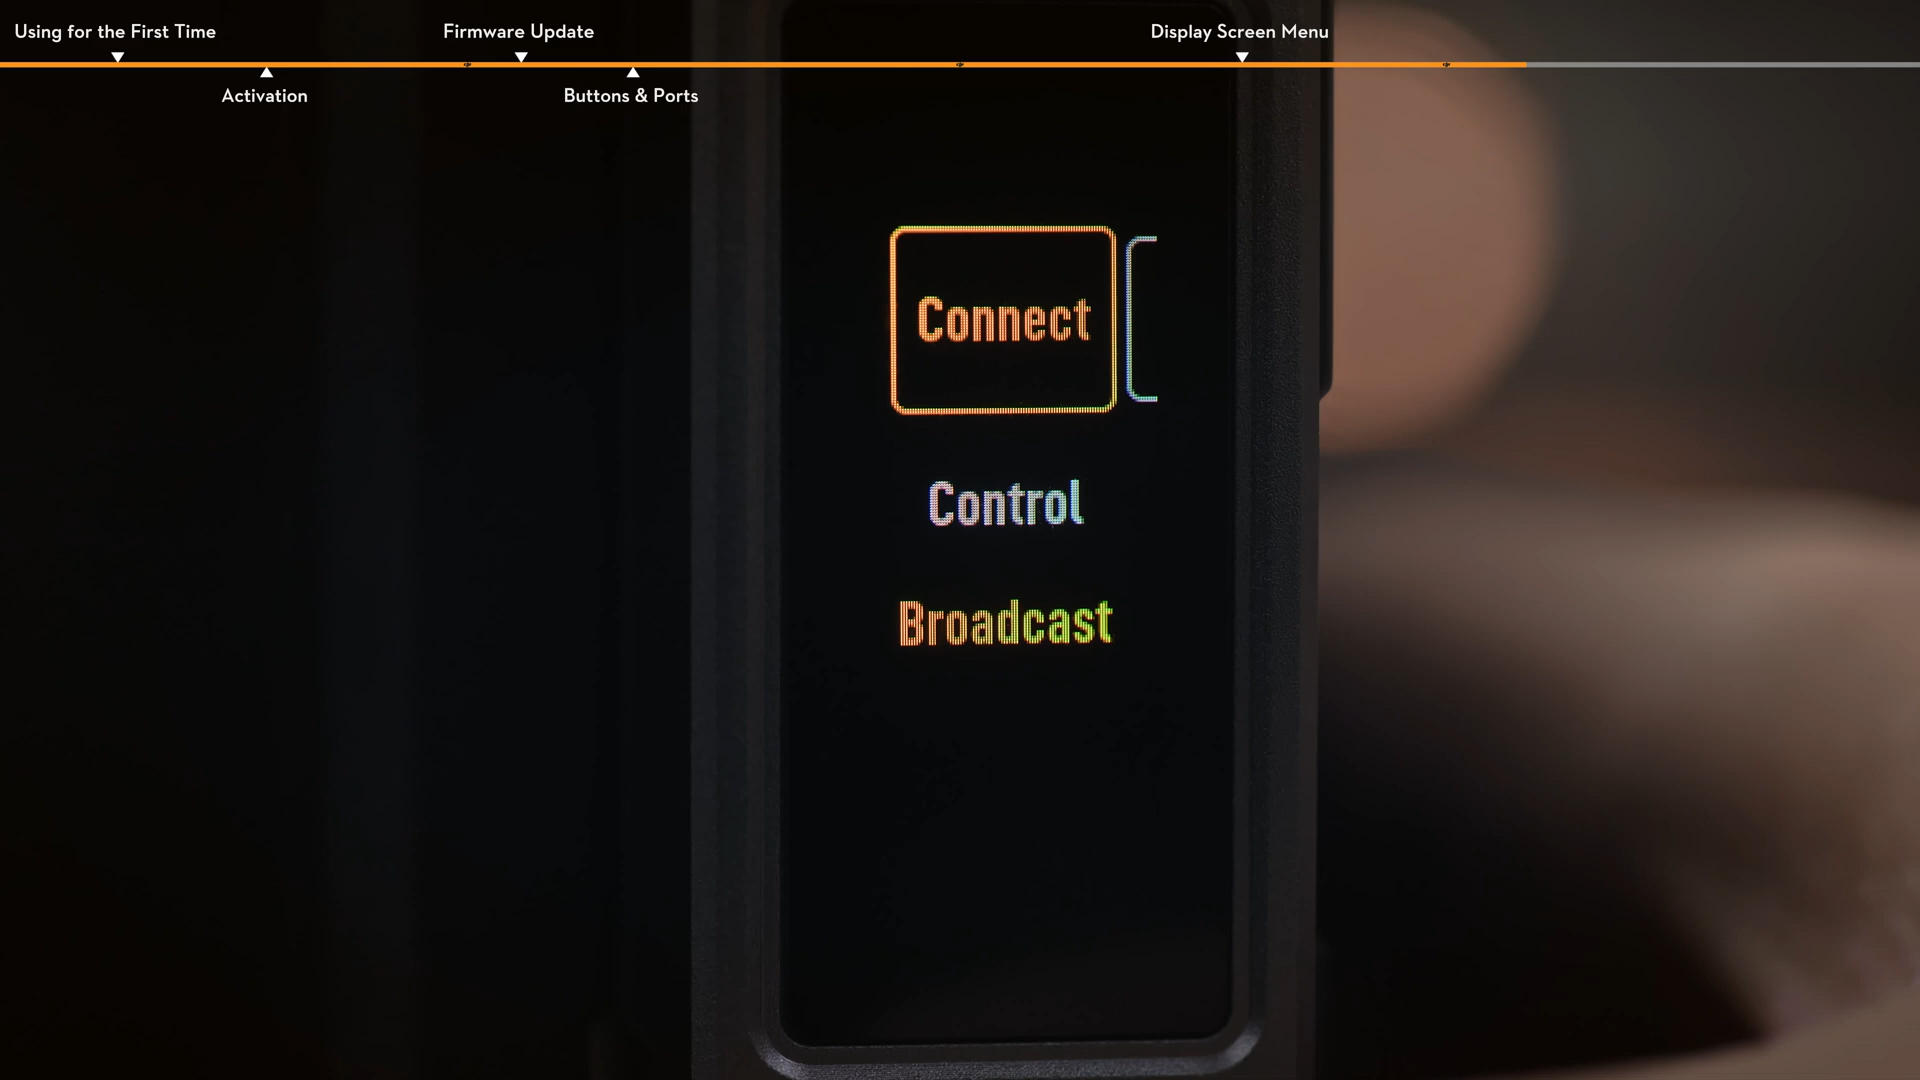 Using for the First Time
Firmware Update
Display Screen Menu
Activation
Buttons & Ports
Connect
Control
Broadcast